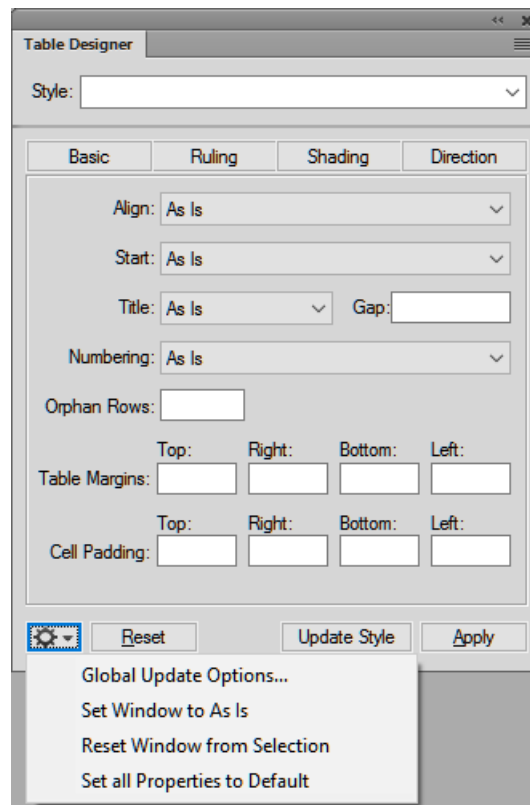 Table Designer
Style:
Basic Ruling Shading Direction
Align: As Is
Start: As Is
Title: As Is Gap:
Numbering: As Is
Orphan Rows:
Top: Right: Bottom: Left:
Table Margins:
Top: Right: Bottom: Left:
Cell Padding:
Reset Update Style Apply
Global Update Options...
Set Window to As Is
Reset Window from Selection
Set all Properties to Default